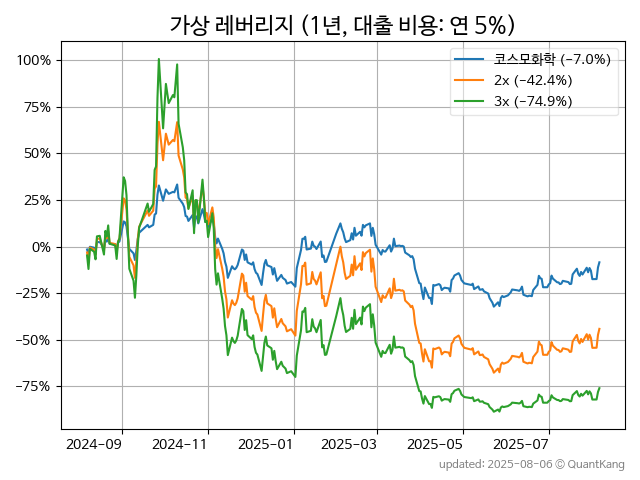 가상 레버리지 (1년, 대출 비용: 연 5%)
100%
75%
50%
25%
0%
−25%
−50%
−75%
코스모화학 (−7.0%)
2x (−42.4%)
3x (−74.9%)
2024-09
2024-11
2025-01
2025-03
2025-05
2025-07
updated: 2025-08-06 © QuantKang